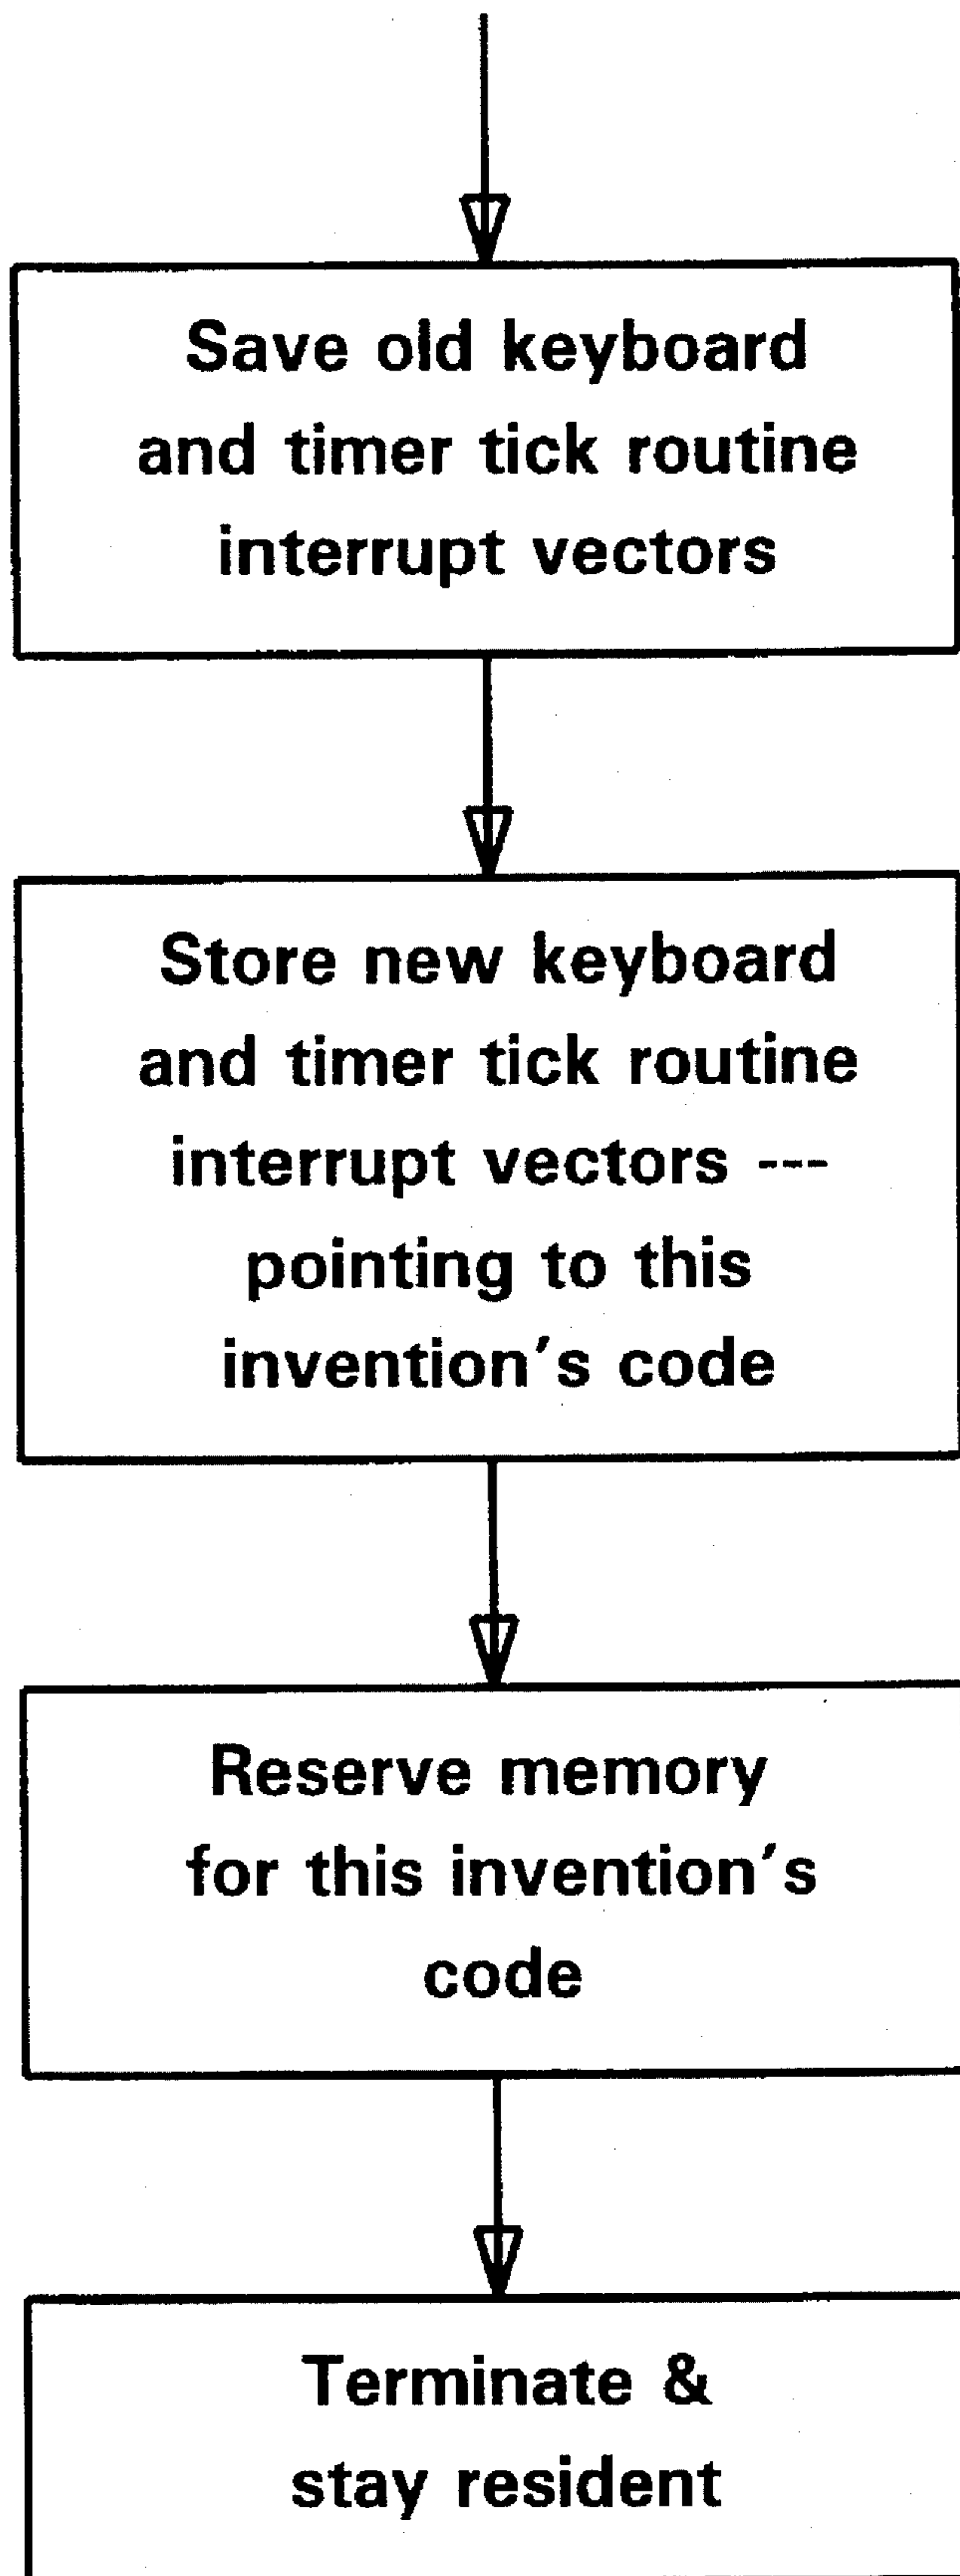 Save old keyboard
and timer tick routine
interrupt vectors
Store new keyboard
and timer tick routine
interrupt vectors ---
pointing to this
invention's code
Reserve memory
for this invention's
code
Terminate &
stay resident